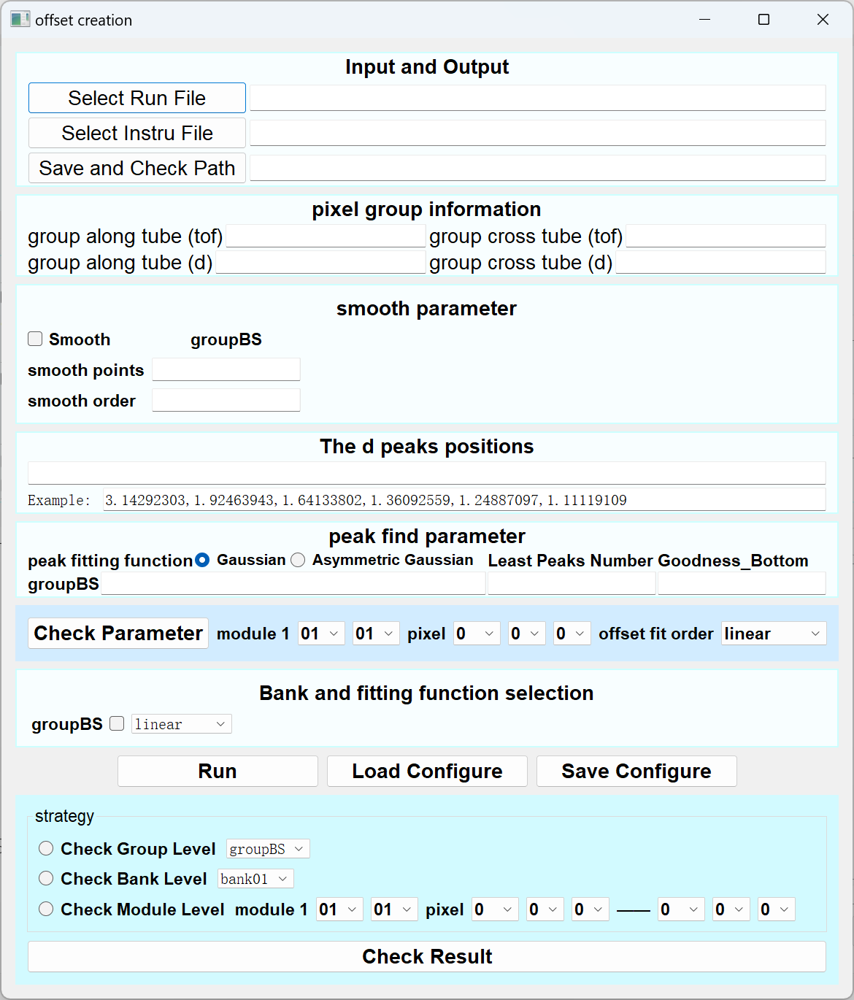 offset creation
Input and Output
Select Run File
Select Instru File
Save and Check Path
pixel group information
group along tube (tof) group cross tube (tof)
group along tube (d) group cross tube (d)
smooth parameter
Smooth groupBS
smooth points
smooth order
The d peaks positions
Example: 3.14292303,1.92463943,1.64133802,1.36092559,1.24887097,1.11119109
peak find parameter
peak fitting function Gaussian Asymmetric Gaussian Least Peaks Number Goodness_Bottom
groupBS
Check Parameter module 1 01 01 pixel 0 0 0 offset fit order linear
Bank and fitting function selection
groupBS linear
Run Load Configure Save Configure
strategy
Check Group Level groupBS
Check Bank Level bank01
Check Module Level module 1 01 01 pixel 0 0 0 —— 0 0 0
Check Result